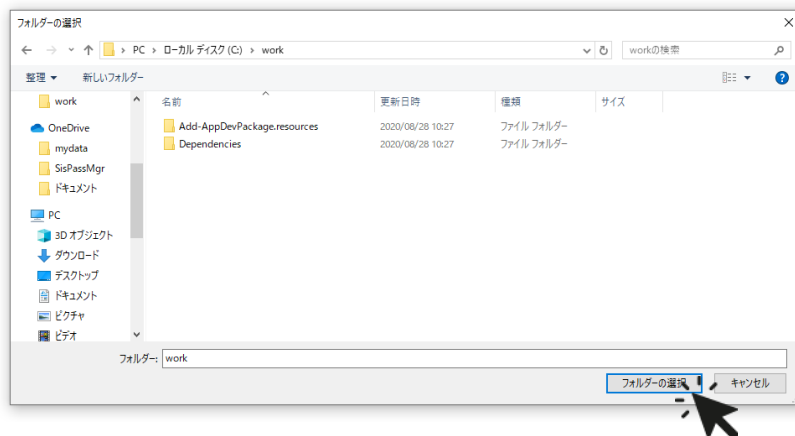 フォルダーの選択
PC › ローカル ディスク (C:) › work
workの検索
整理
新しいフォルダー
work
OneDrive
mydata
SisPassMgr
ドキュメント
PC
3D オブジェクト
ダウンロード
デスクトップ
ドキュメント
ピクチャ
ビデオ
名前 更新日時 種類 サイズ
Add-AppDevPackage.resources 2020/08/28 10:27 ファイル フォルダー
Dependencies 2020/08/28 10:27 ファイル フォルダー
フォルダー: work
フォルダーの選択 キャンセル